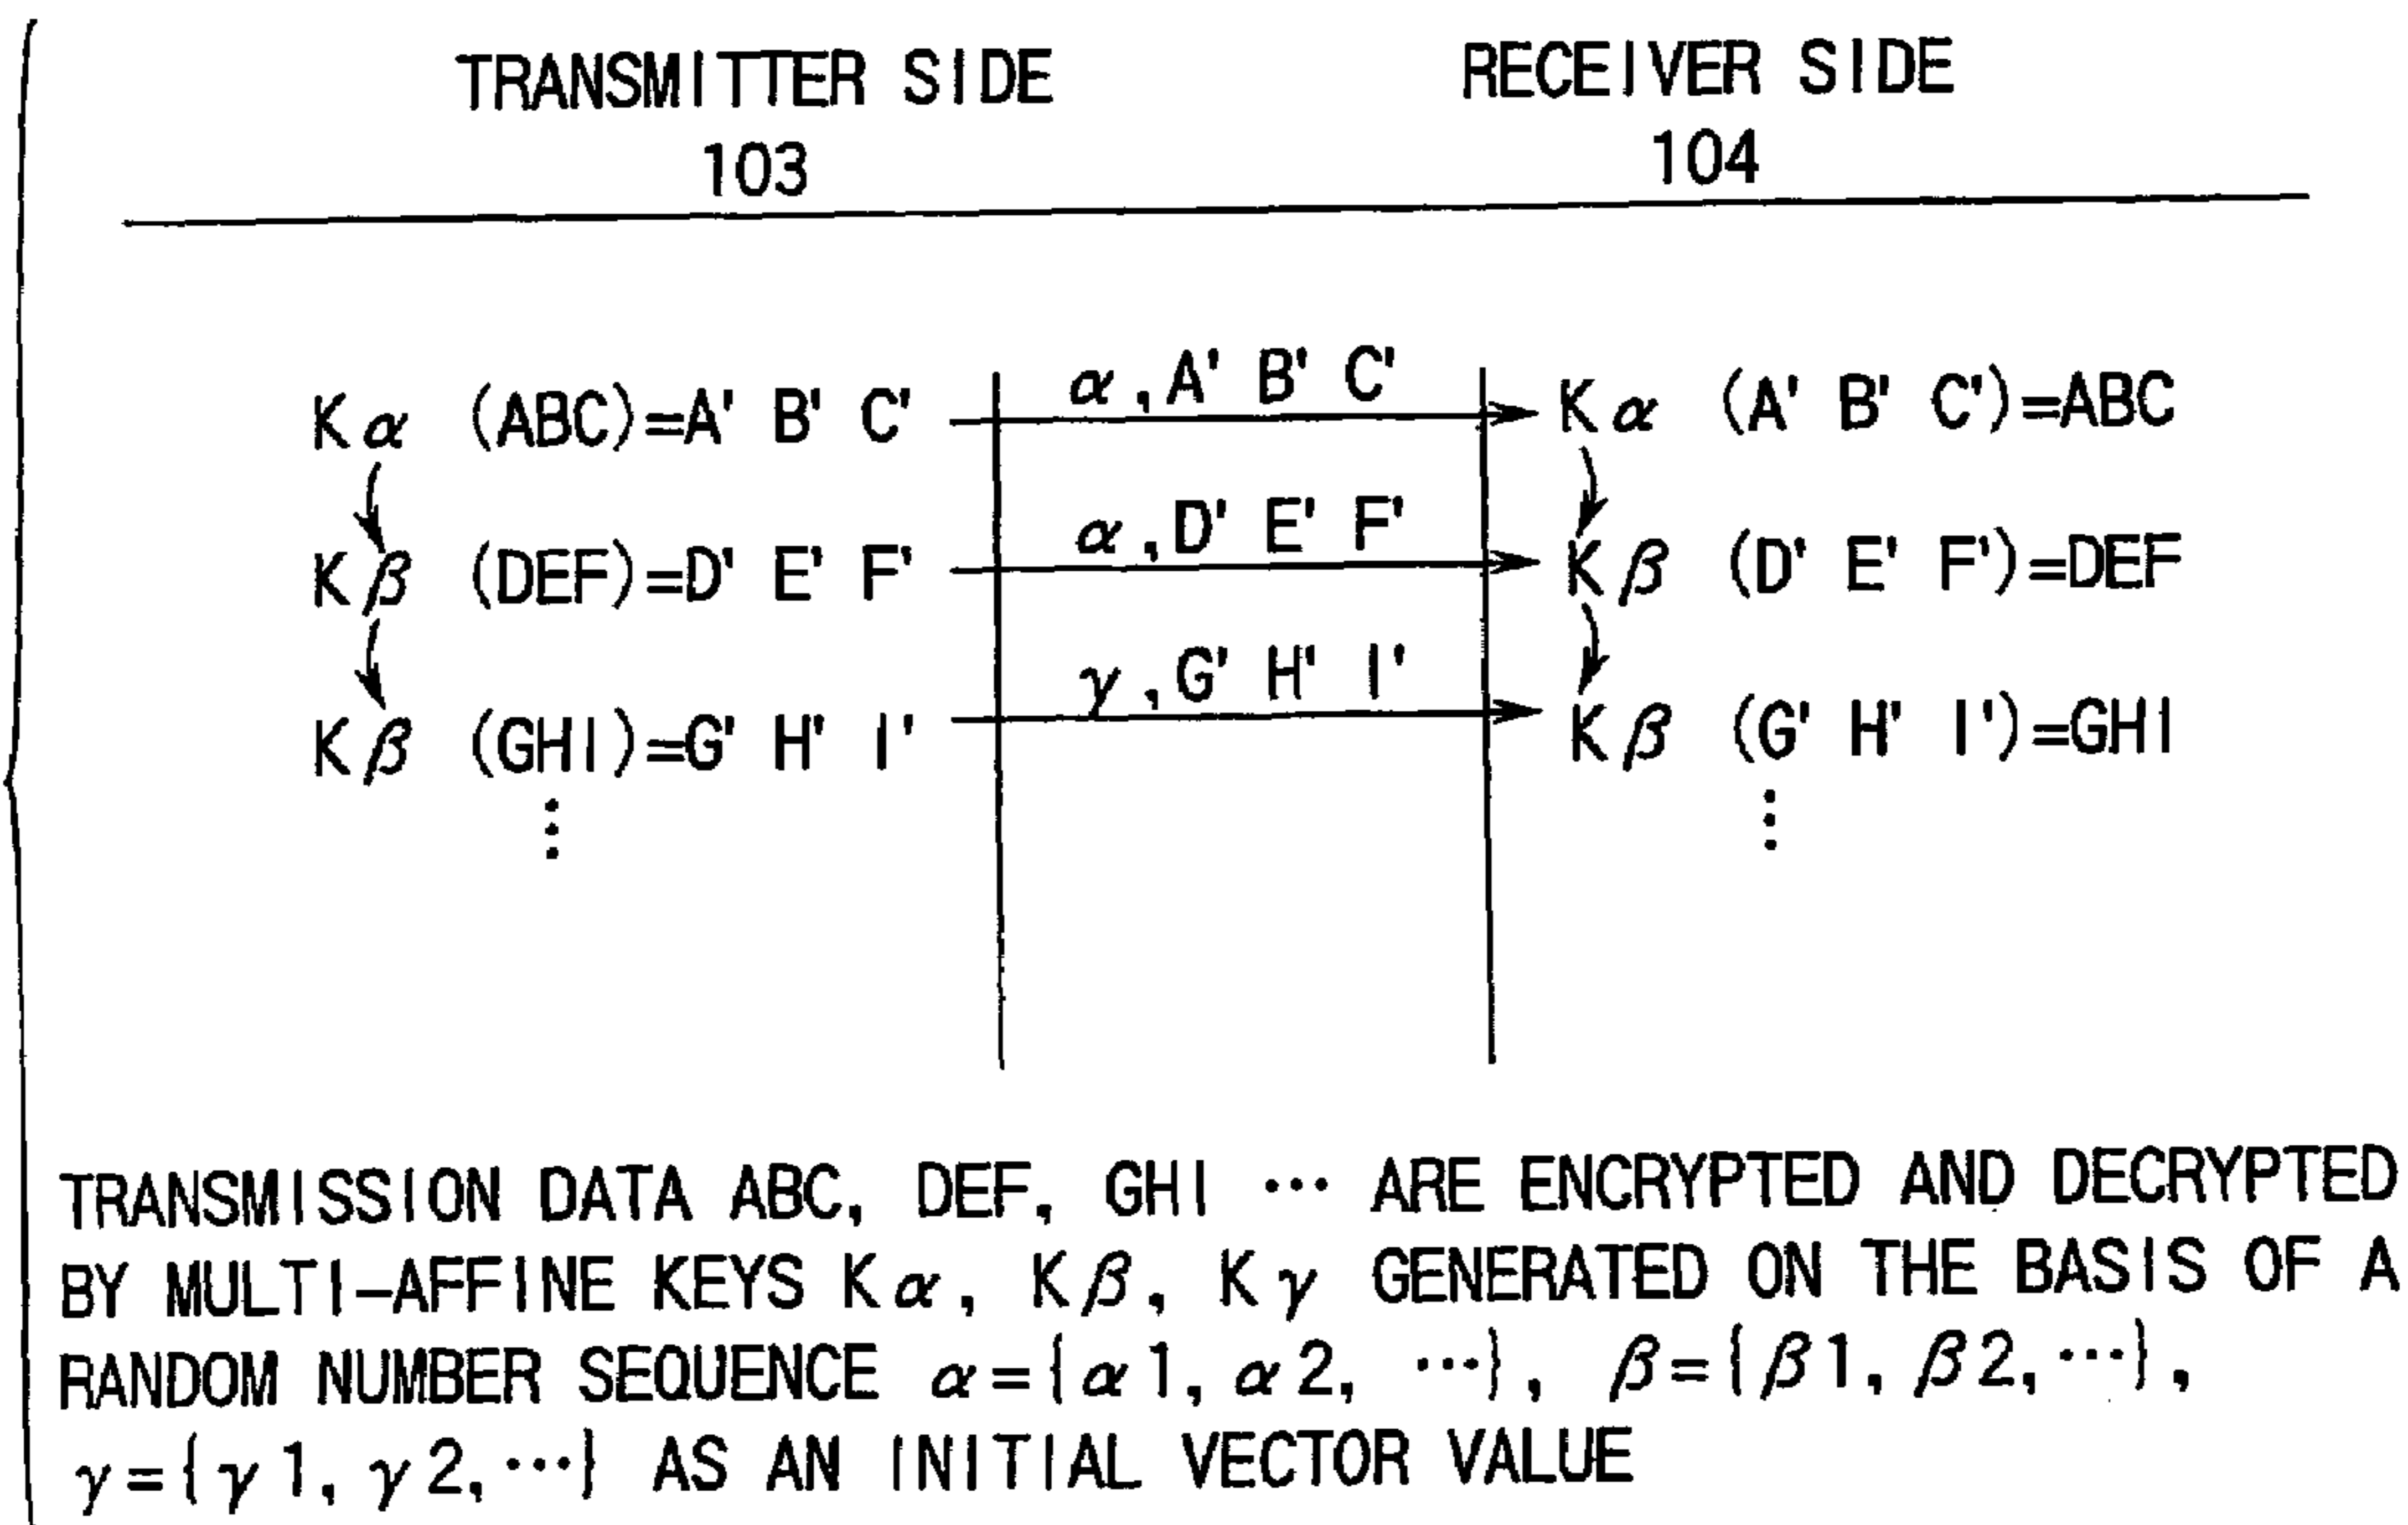 TRANSMITTER SIDE RECEIVER SIDE
103 104
Kα (ABC)=A' B' C' α,A' B' C' Kα (A' B' C')=ABC
Kβ (DEF)=D' E' F' α,D' E' F' Kβ (D' E' F')=DEF
Kβ (GHI)=G' H' I' γ,G' H' I' Kβ (G' H' I')=GHI
⋮ ⋮
TRANSMISSION DATA ABC, DEF, GHI ··· ARE ENCRYPTED AND DECRYPTED
BY MULTI-AFFINE KEYS Kα, Kβ, Kγ GENERATED ON THE BASIS OF A
RANDOM NUMBER SEQUENCE α={α1, α2, ···}, β={β1, β2, ···},
γ={γ1, γ2, ···} AS AN INITIAL VECTOR VALUE